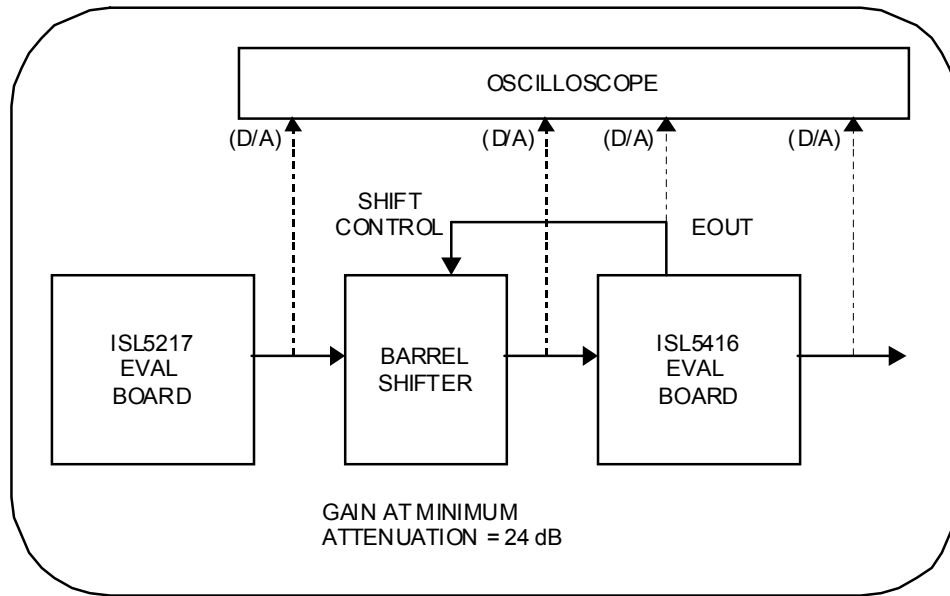 OSCILLOSCOPE
(D/A)
(D/A)
(D/A)
(D/A)
SHIFT
CONTROL
EOUT
ISL5217
EVAL
BOARD
BARREL
SHIFTER
ISL5416
EVAL
BOARD
GAIN AT MINIMUM
ATTENUATION = 24 dB